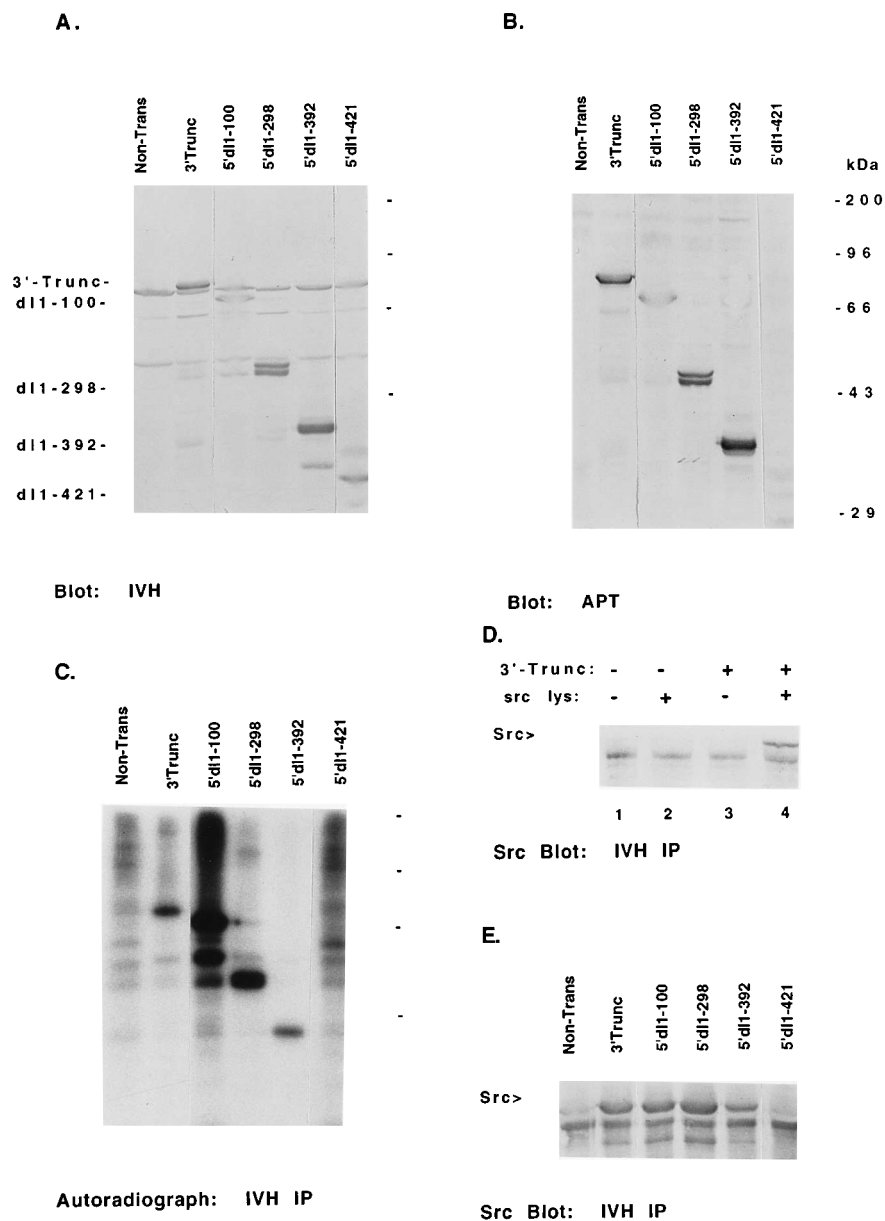 A.
Non-Trans
3'Trunc
5'dl1-100
5'dl1-298
5'dl1-392
5'dl1-421
3'-Trunc-
dl1-100-
dl1-298-
dl1-392-
dl1-421-
Blot: IVH
B.
Non-Trans
3'Trunc
5'dl1-100
5'dl1-298
5'dl1-392
5'dl1-421
kDa
-200
-96
-66
-43
-29
Blot: APT
C.
Non-Trans
3'Trunc
5'dl1-100
5'dl1-298
5'dl1-392
5'dl1-421
Autoradiograph: IVH IP
D.
3'-Trunc: - - + +
src lys: - + - +
Src>
1 2 3 4
Src Blot: IVH IP
E.
Non-Trans
3'Trunc
5'dl1-100
5'dl1-298
5'dl1-392
5'dl1-421
Src>
Src Blot: IVH IP